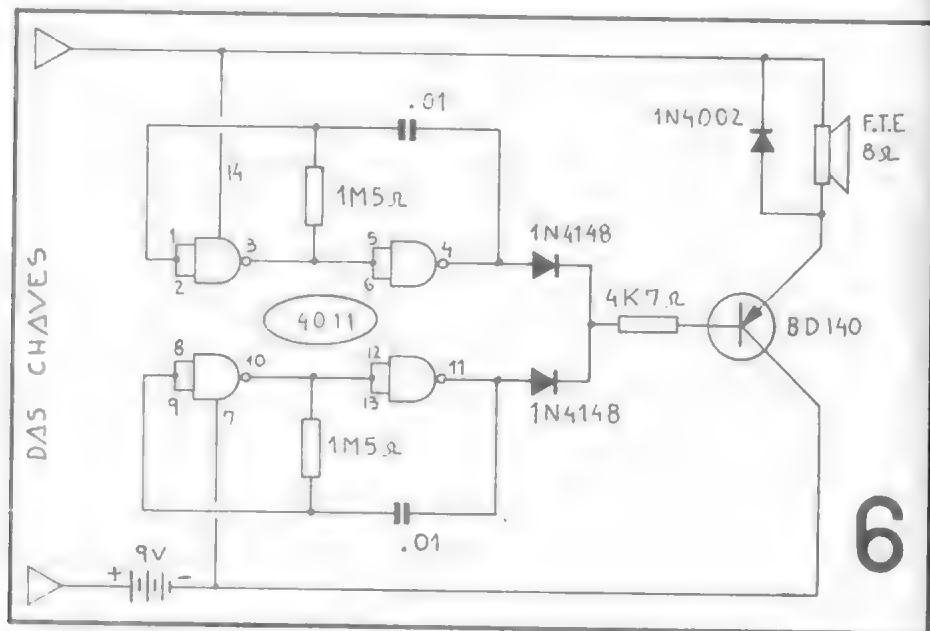 .01
1N4002
F.T.E
8Ω
14
1M5Ω
1
2
3
5
6
4
1N4148
DAS CHAVES
4011
4K7Ω
BD140
8
9
10
7
12
13
11
1N4148
1M5Ω
.01
9V
+
-
6